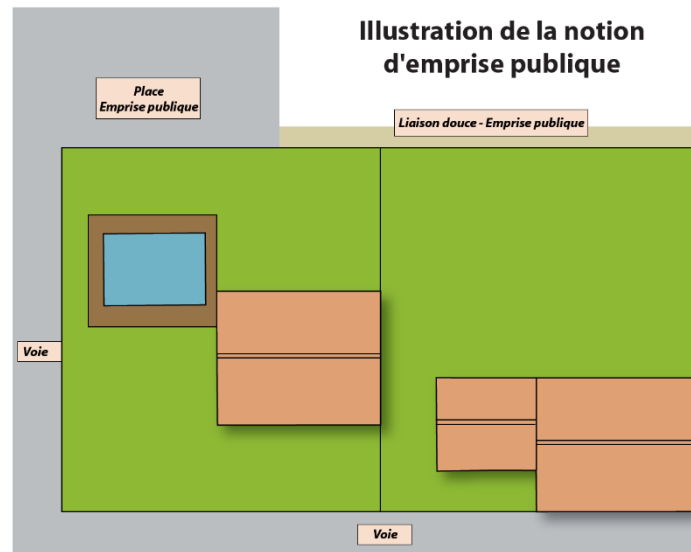 Illustration de la notion
d'emprise publique
Place
Emprise publique
Liaison douce - Emprise publique
Voie
Voie